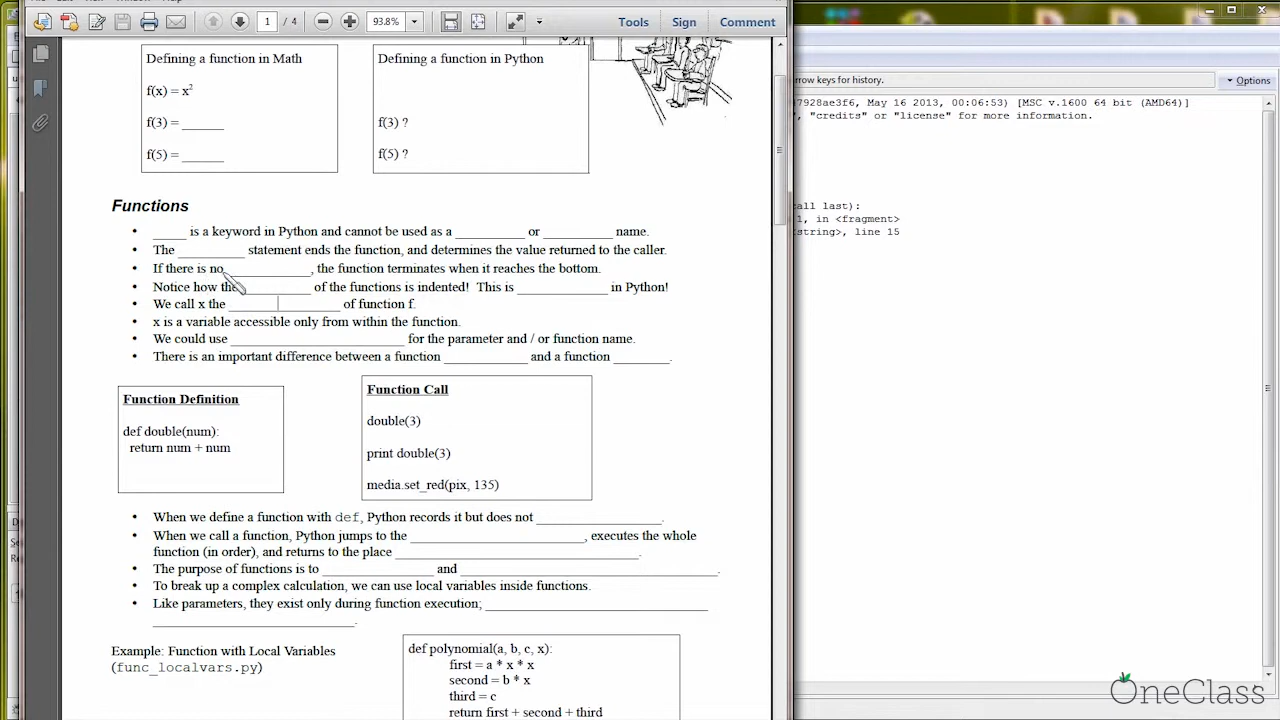 1 / 4
93.8%
Tools Sign Comment
Defining a function in Math
f(x) = x²
f(3) = ______
f(5) = ______
Defining a function in Python
f(3) ?
f(5) ?
Functions
• _____ is a keyword in Python and cannot be used as a __________ or __________ name.
• The __________ statement ends the function, and determines the value returned to the caller.
• If there is no ____________, the function terminates when it reaches the bottom.
• Notice how the __________ of the functions is indented! This is _____________ in Python!
• We call x the ________________ of function f.
• x is a variable accessible only from within the function.
• We could use _________________________ for the parameter and / or function name.
• There is an important difference between a function ____________ and a function ________.
Function Definition
def double(num):
return num + num
Function Call
double(3)
print double(3)
media.set_red(pix, 135)
• When we define a function with def, Python records it but does not __________________.
• When we call a function, Python jumps to the _________________________, executes the whole
function (in order), and returns to the place ___________________________________.
• The purpose of functions is to ________________ and _____________________________________.
• To break up a complex calculation, we can use local variables inside functions.
• Like parameters, they exist only during function execution; ________________________________
_____________________________.
Example: Function with Local Variables
(func_localvars.py)
def polynomial(a, b, c, x):
first = a * x * x
second = b * x
third = c
return first + second + third
rrow keys for history.
Options
7928ae3f6, May 16 2013, 00:06:53) [MSC v.1600 64 bit (AMD64)]
", "credits" or "license" for more information.
call last):
1, in <fragment>
string>, line 15
OneClass